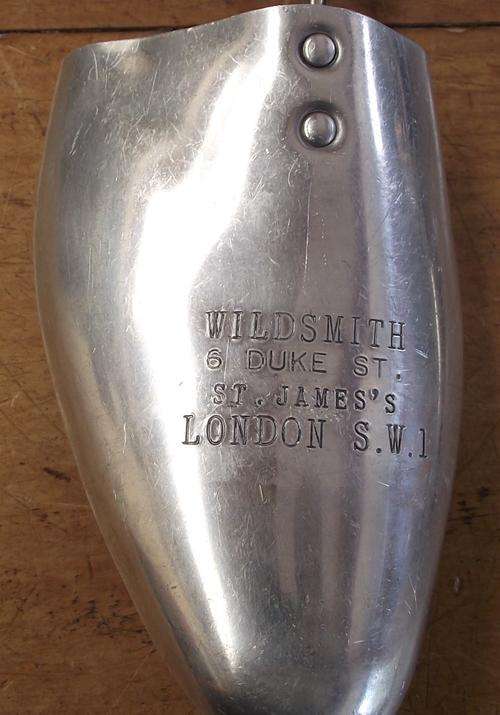 WILDSMITH
6 DUKE ST.
ST. JAMES'S
LONDON S.W.1